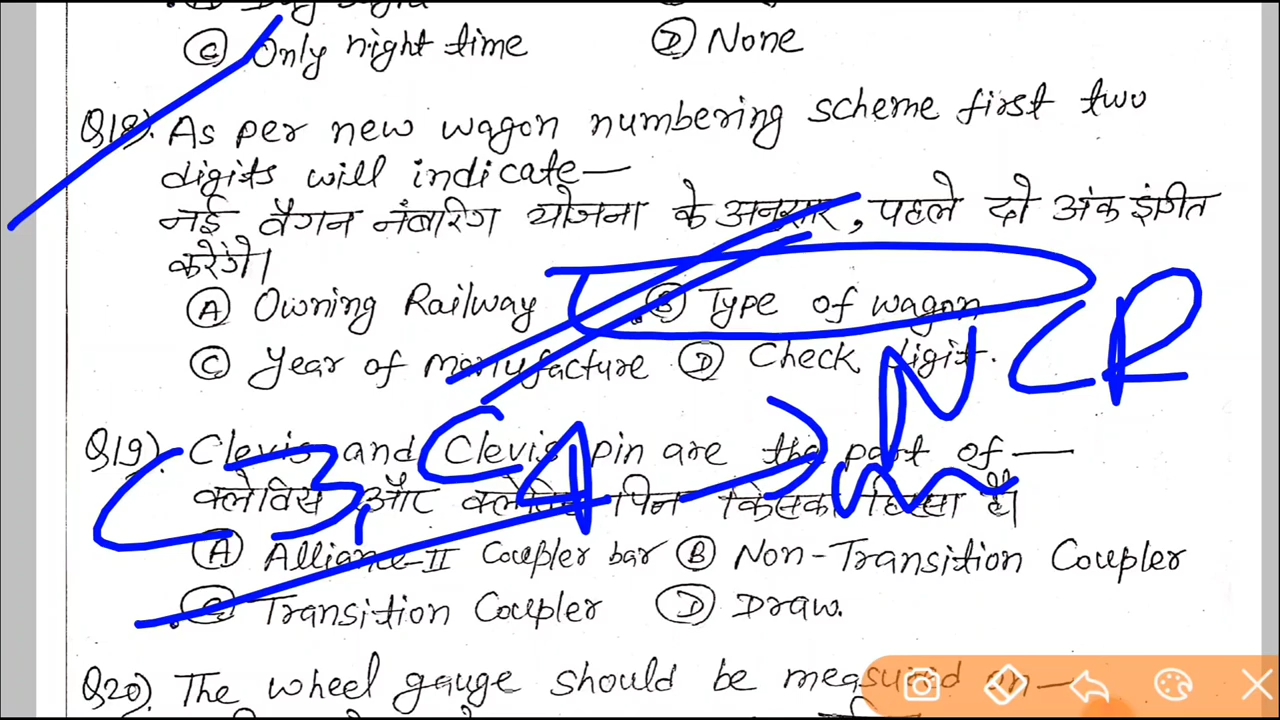 Ⓒ Only night time Ⓓ None
Q18). As per new wagon numbering scheme first two
digits will indicate—
नई वैगन नंबरिंग योजना के अनुसार, पहले दो अंक इंगित
करेंगे।
Ⓐ Owning Railway Ⓑ Type of wagon
Ⓒ Year of manufacture Ⓓ Check digit.
NCR
Q19). Clevis and Clevis pin are the part of —
C3, C4
क्लेविस और क्लेविस पिन किसका हिस्सा है।
Ⓐ Alliance-II Coupler bar Ⓑ Non-Transition Coupler
Ⓒ Transition Coupler Ⓓ Draw.
Q20). The wheel gauge should be measured on—